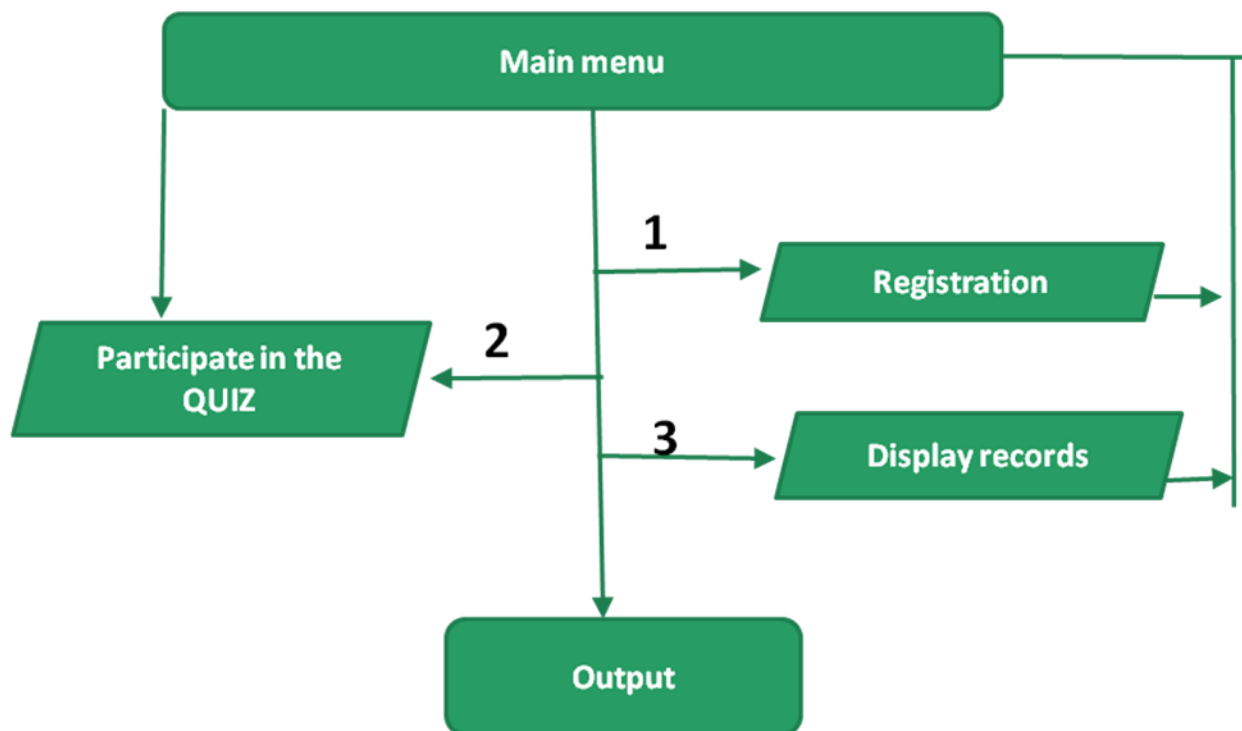 Main menu
1
Registration
2
Participate in the
QUIZ
3
Display records
Output